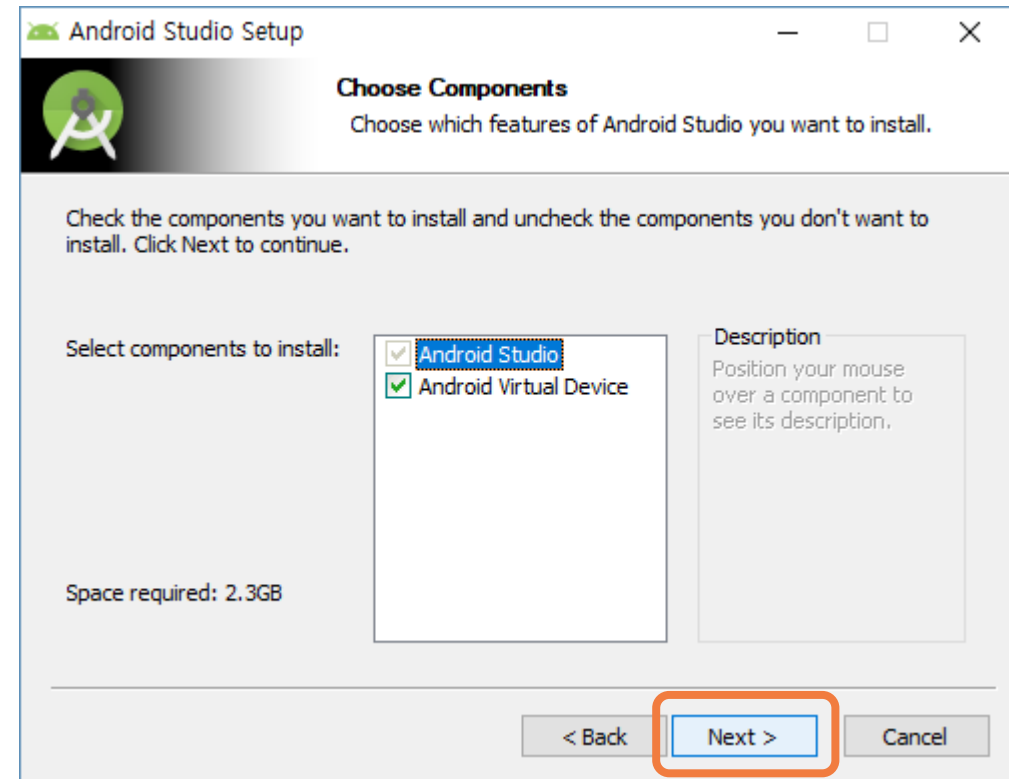 Android Studio Setup
Choose Components
Choose which features of Android Studio you want to install.
Check the components you want to install and uncheck the components you don't want to
install. Click Next to continue.
Select components to install:
Android Studio
Android Virtual Device
Description
Position your mouse
over a component to
see its description.
Space required: 2.3GB
< Back
Next >
Cancel